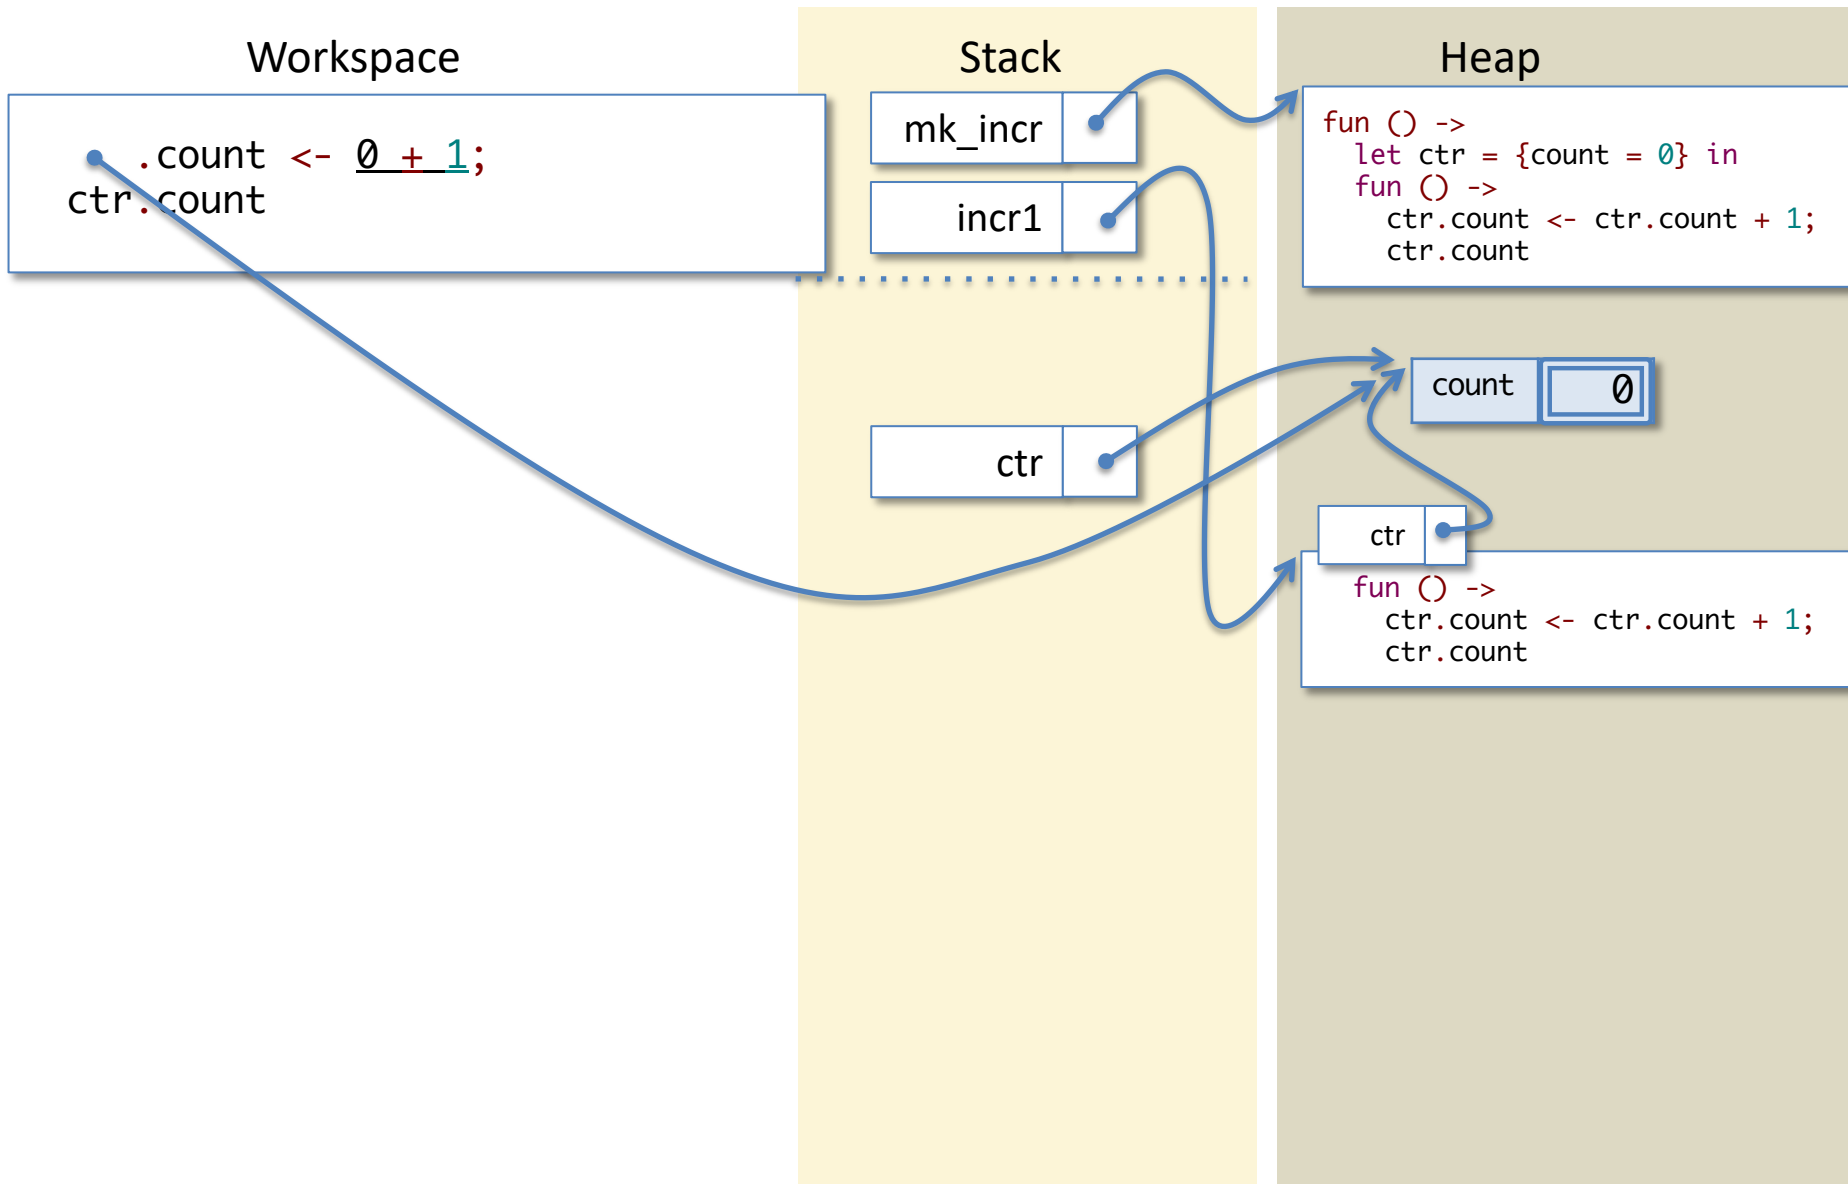 Workspace
.count <- 0 + 1;
ctr.count
Stack
mk_incr
incr1
ctr
Heap
fun () ->
let ctr = {count = 0} in
fun () ->
ctr.count <- ctr.count + 1;
ctr.count
count 0
ctr
fun () ->
ctr.count <- ctr.count + 1;
ctr.count